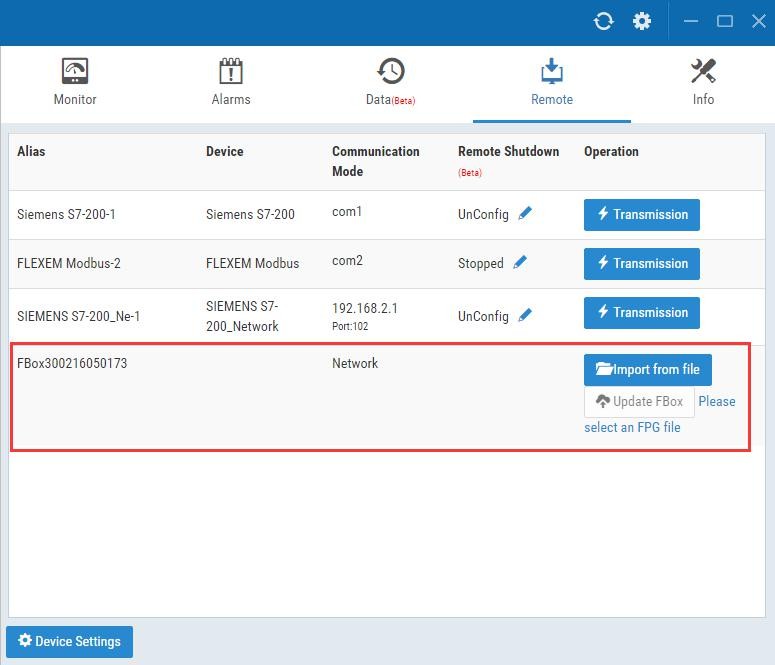 Monitor
Alarms
Data(Beta)
Remote
Info
Alias
Device
Communication
Mode
Remote Shutdown
(Beta)
Operation
Siemens S7-200-1
Siemens S7-200
com1
UnConfig
Transmission
FLEXEM Modbus-2
FLEXEM Modbus
com2
Stopped
Transmission
SIEMENS S7-200_Ne-1
SIEMENS S7-
200_Network
192.168.2.1
Port:102
UnConfig
Transmission
FBox300216050173
Network
Import from file
Update FBox Please
select an FPG file
Device Settings